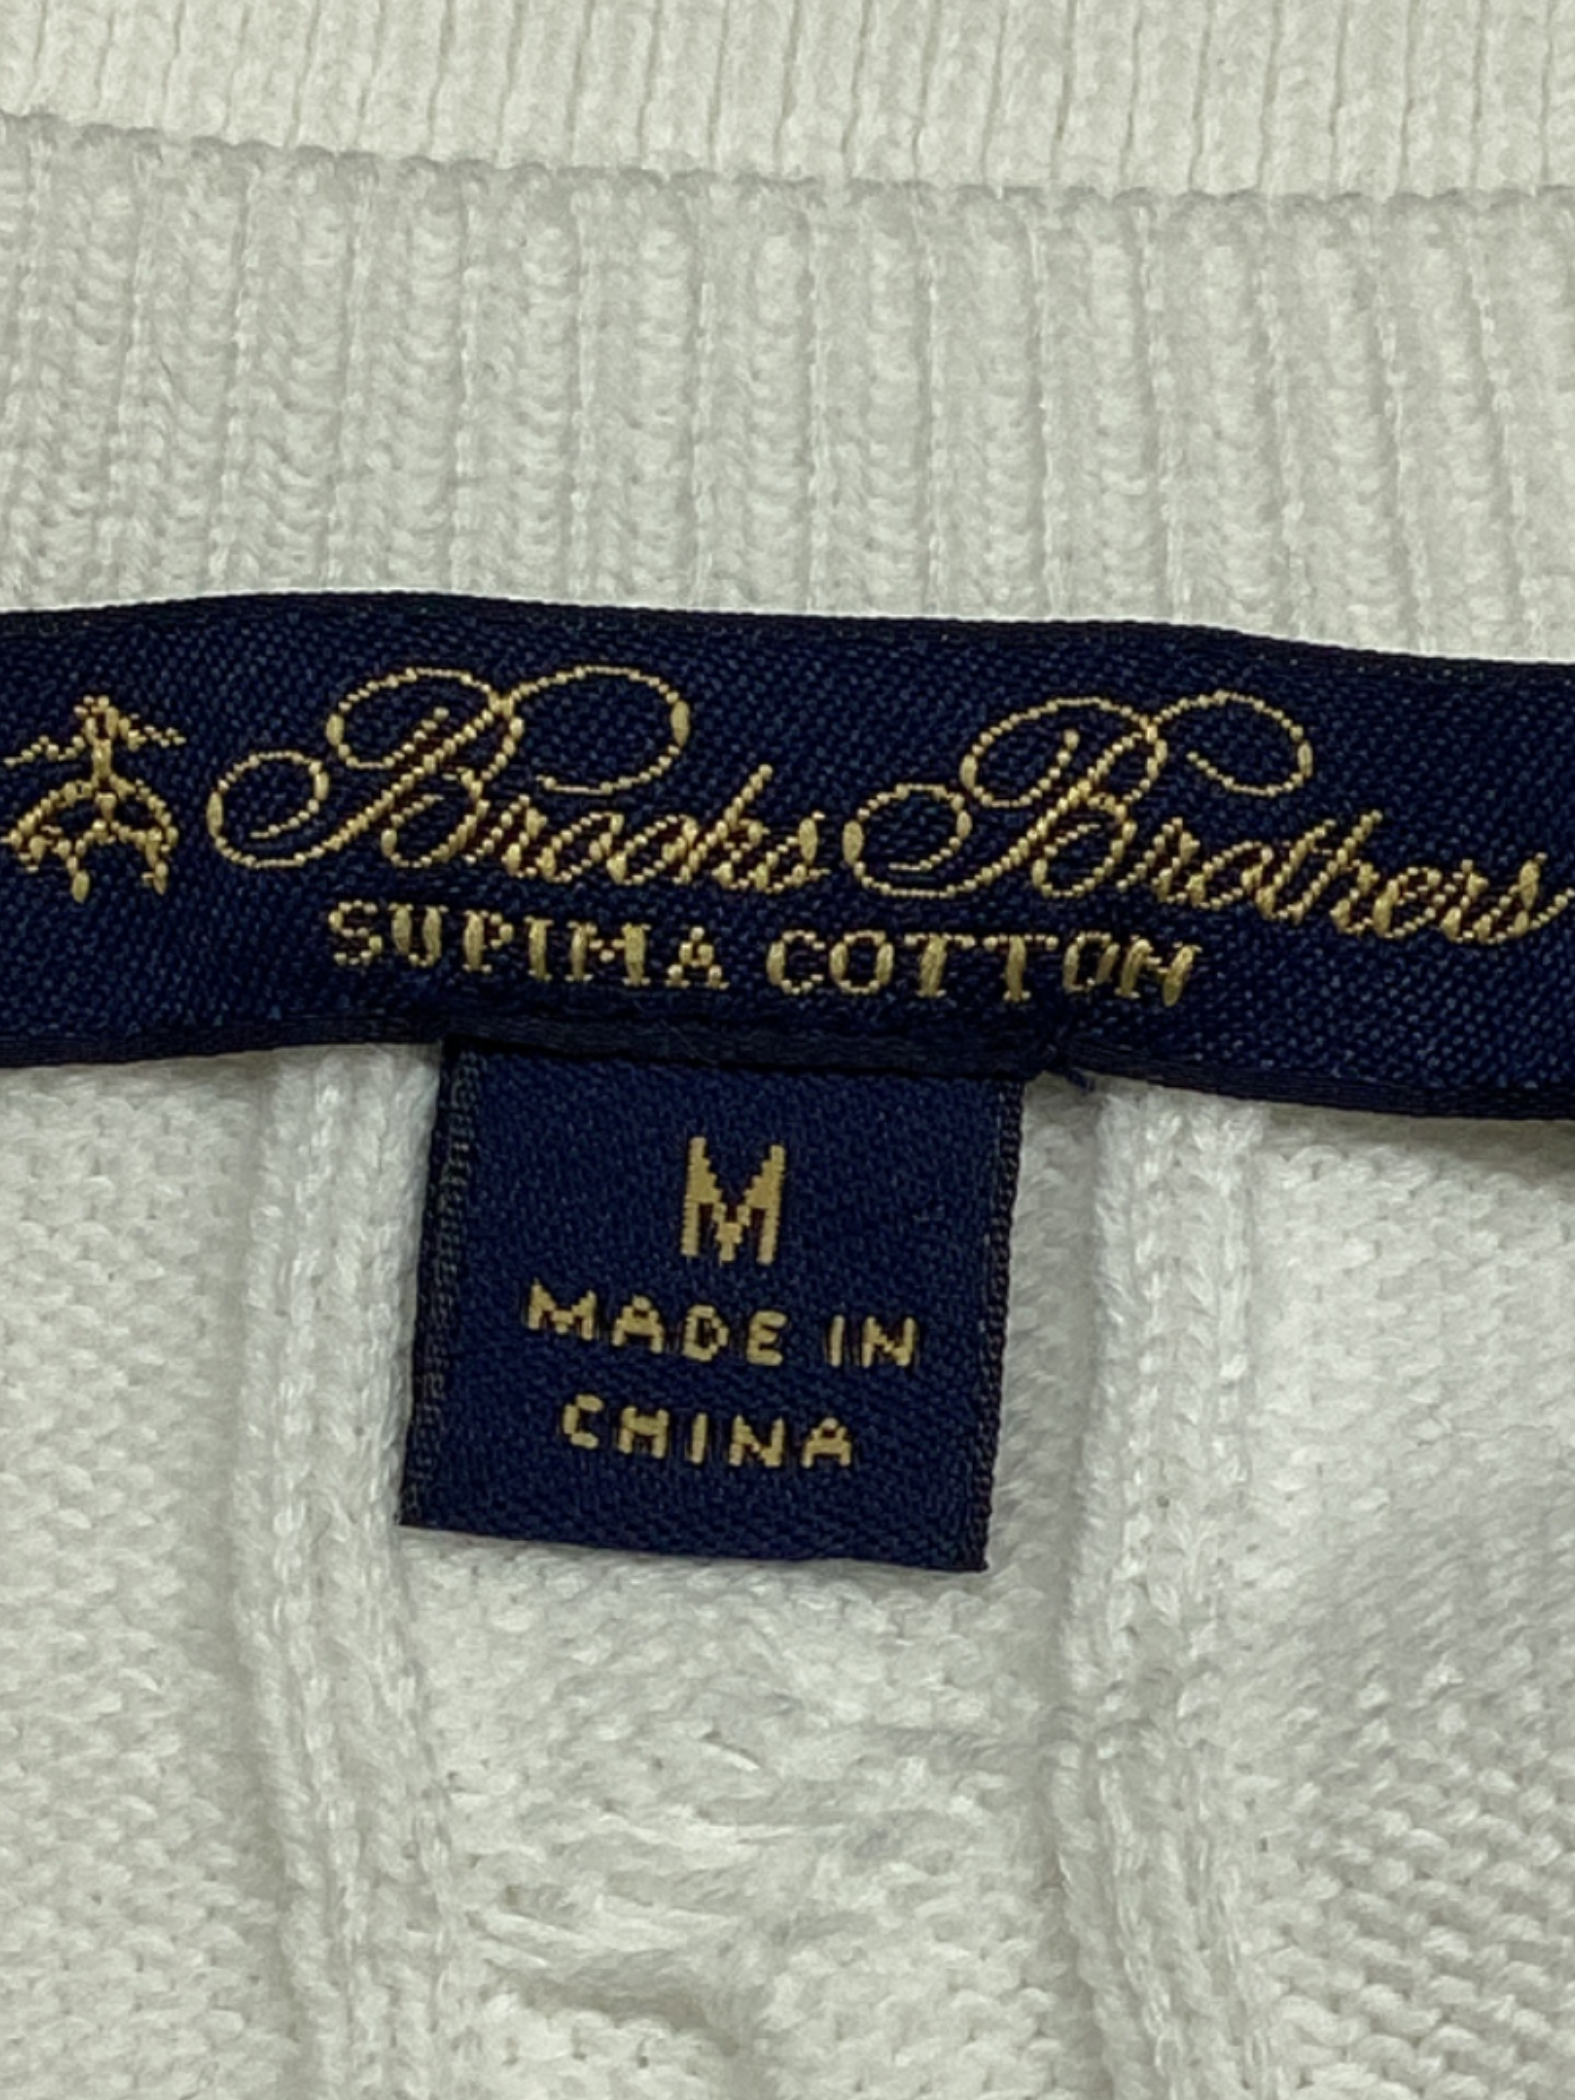 Brooks Brothers
SUPIMA COTTON
M
MADE IN
CHINA